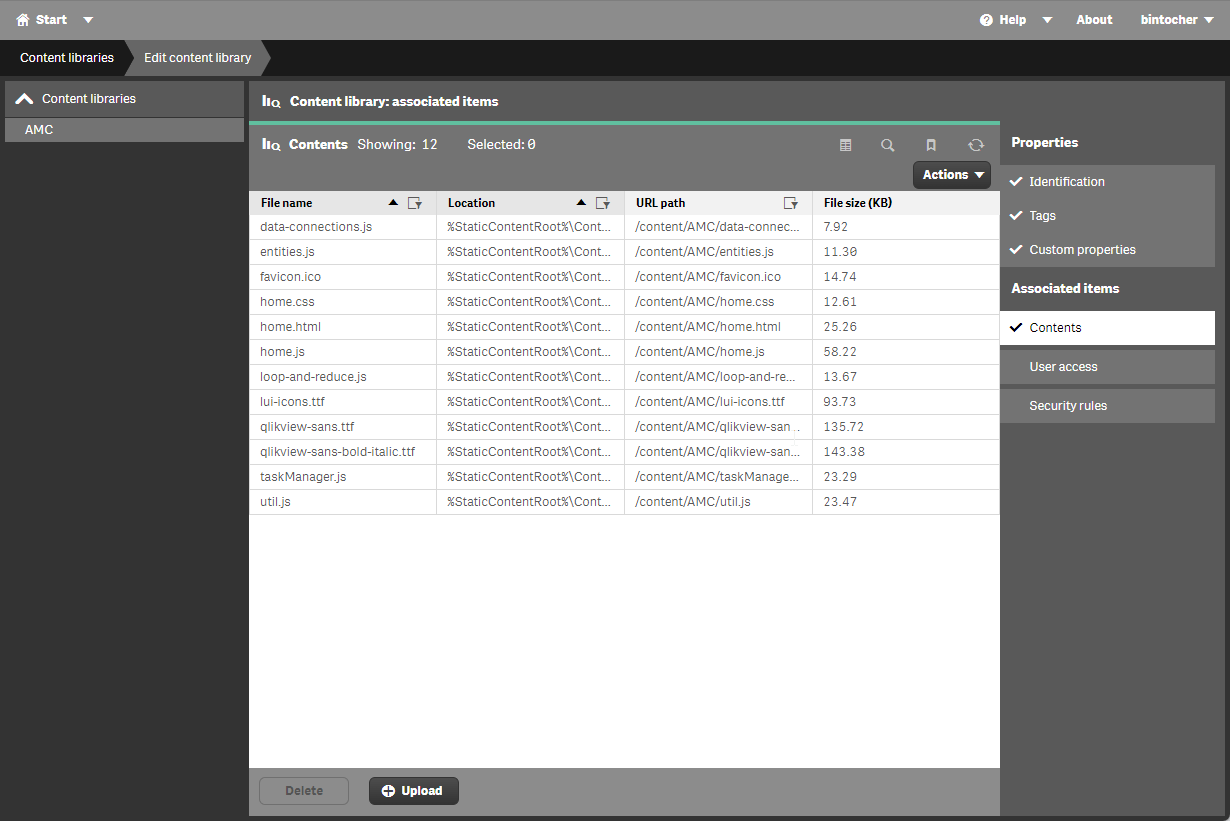 Start Help About bintocher
Content libraries Edit content library
Content libraries
AMC
Content library: associated items
Contents Showing: 12 Selected: 0
Actions
File name Location URL path File size (KB)
data-connections.js %StaticContentRoot%\Cont... /content/AMC/data-connec... 7.92
entities.js %StaticContentRoot%\Cont... /content/AMC/entities.js 11.30
favicon.ico %StaticContentRoot%\Cont... /content/AMC/favicon.ico 14.74
home.css %StaticContentRoot%\Cont... /content/AMC/home.css 12.61
home.html %StaticContentRoot%\Cont... /content/AMC/home.html 25.26
home.js %StaticContentRoot%\Cont... /content/AMC/home.js 58.22
loop-and-reduce.js %StaticContentRoot%\Cont... /content/AMC/loop-and-re... 13.67
lui-icons.ttf %StaticContentRoot%\Cont... /content/AMC/lui-icons.ttf 93.73
qlikview-sans.ttf %StaticContentRoot%\Cont... /content/AMC/qlikview-san... 135.72
qlikview-sans-bold-italic.ttf %StaticContentRoot%\Cont... /content/AMC/qlikview-san... 143.38
taskManager.js %StaticContentRoot%\Cont... /content/AMC/taskManage... 23.29
util.js %StaticContentRoot%\Cont... /content/AMC/util.js 23.47
Delete Upload
Properties
Identification
Tags
Custom properties
Associated items
Contents
User access
Security rules